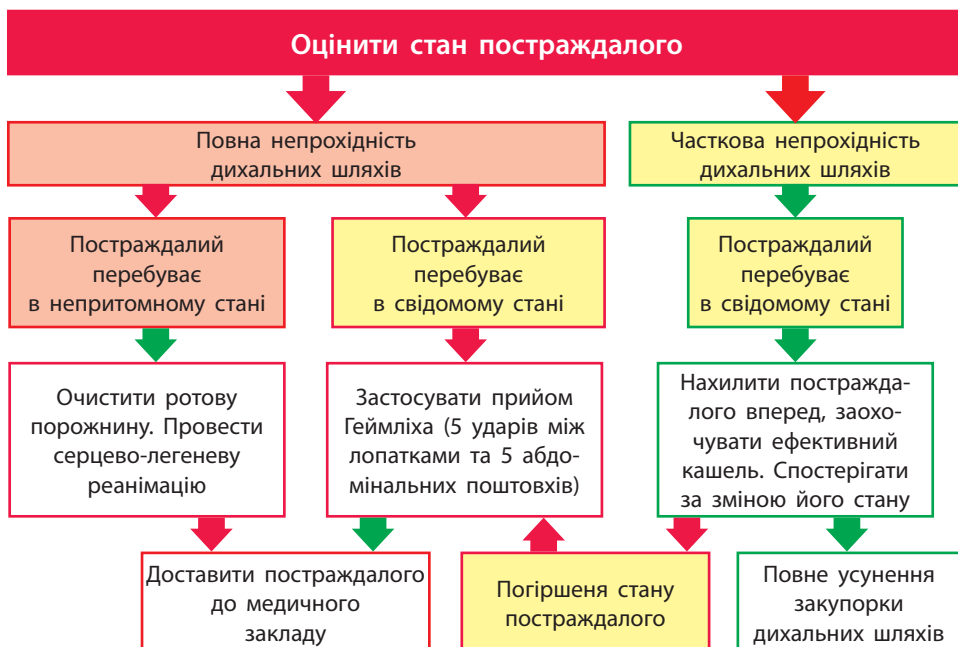 Оцінити стан постраждалого
Повна непрохідність
дихальних шляхів
Часткова непрохідність
дихальних шляхів
Постраждалий
перебуває
в непритомному стані
Постраждалий
перебуває
в свідомому стані
Постраждалий
перебуває
в свідомому стані
Очистити ротову
порожнину. Провести
серцево-легеневу
реанімацію
Застосувати прийом
Геймліха (5 ударів між
лопатками та 5 абдо-
мінальних поштовхів)
Нахилити постражда-
лого вперед, заохо-
чувати ефективний
кашель. Спостерігати
за зміною його стану
Доставити постраждалого
до медичного
закладу
Погіршеня стану
постраждалого
Повне усунення
закупорки
дихальних шляхів